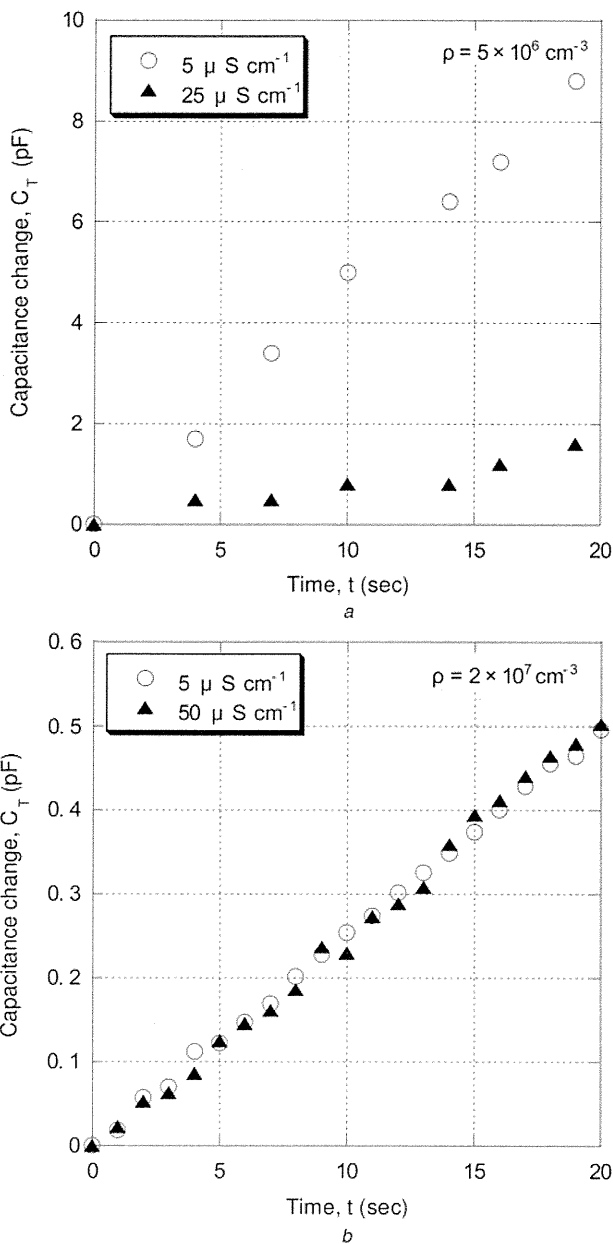 10
8
6
4
2
0
Capacitance change, C_T (pF)
5 μ S cm⁻¹
25 μ S cm⁻¹
ρ = 5 × 10⁶ cm⁻³
0 5 10 15 20
Time, t (sec)
a
0.6
0.5
0.4
0.3
0.2
0.1
0
Capacitance change, C_T (pF)
5 μ S cm⁻¹
50 μ S cm⁻¹
ρ = 2 × 10⁷ cm⁻³
0 5 10 15 20
Time, t (sec)
b